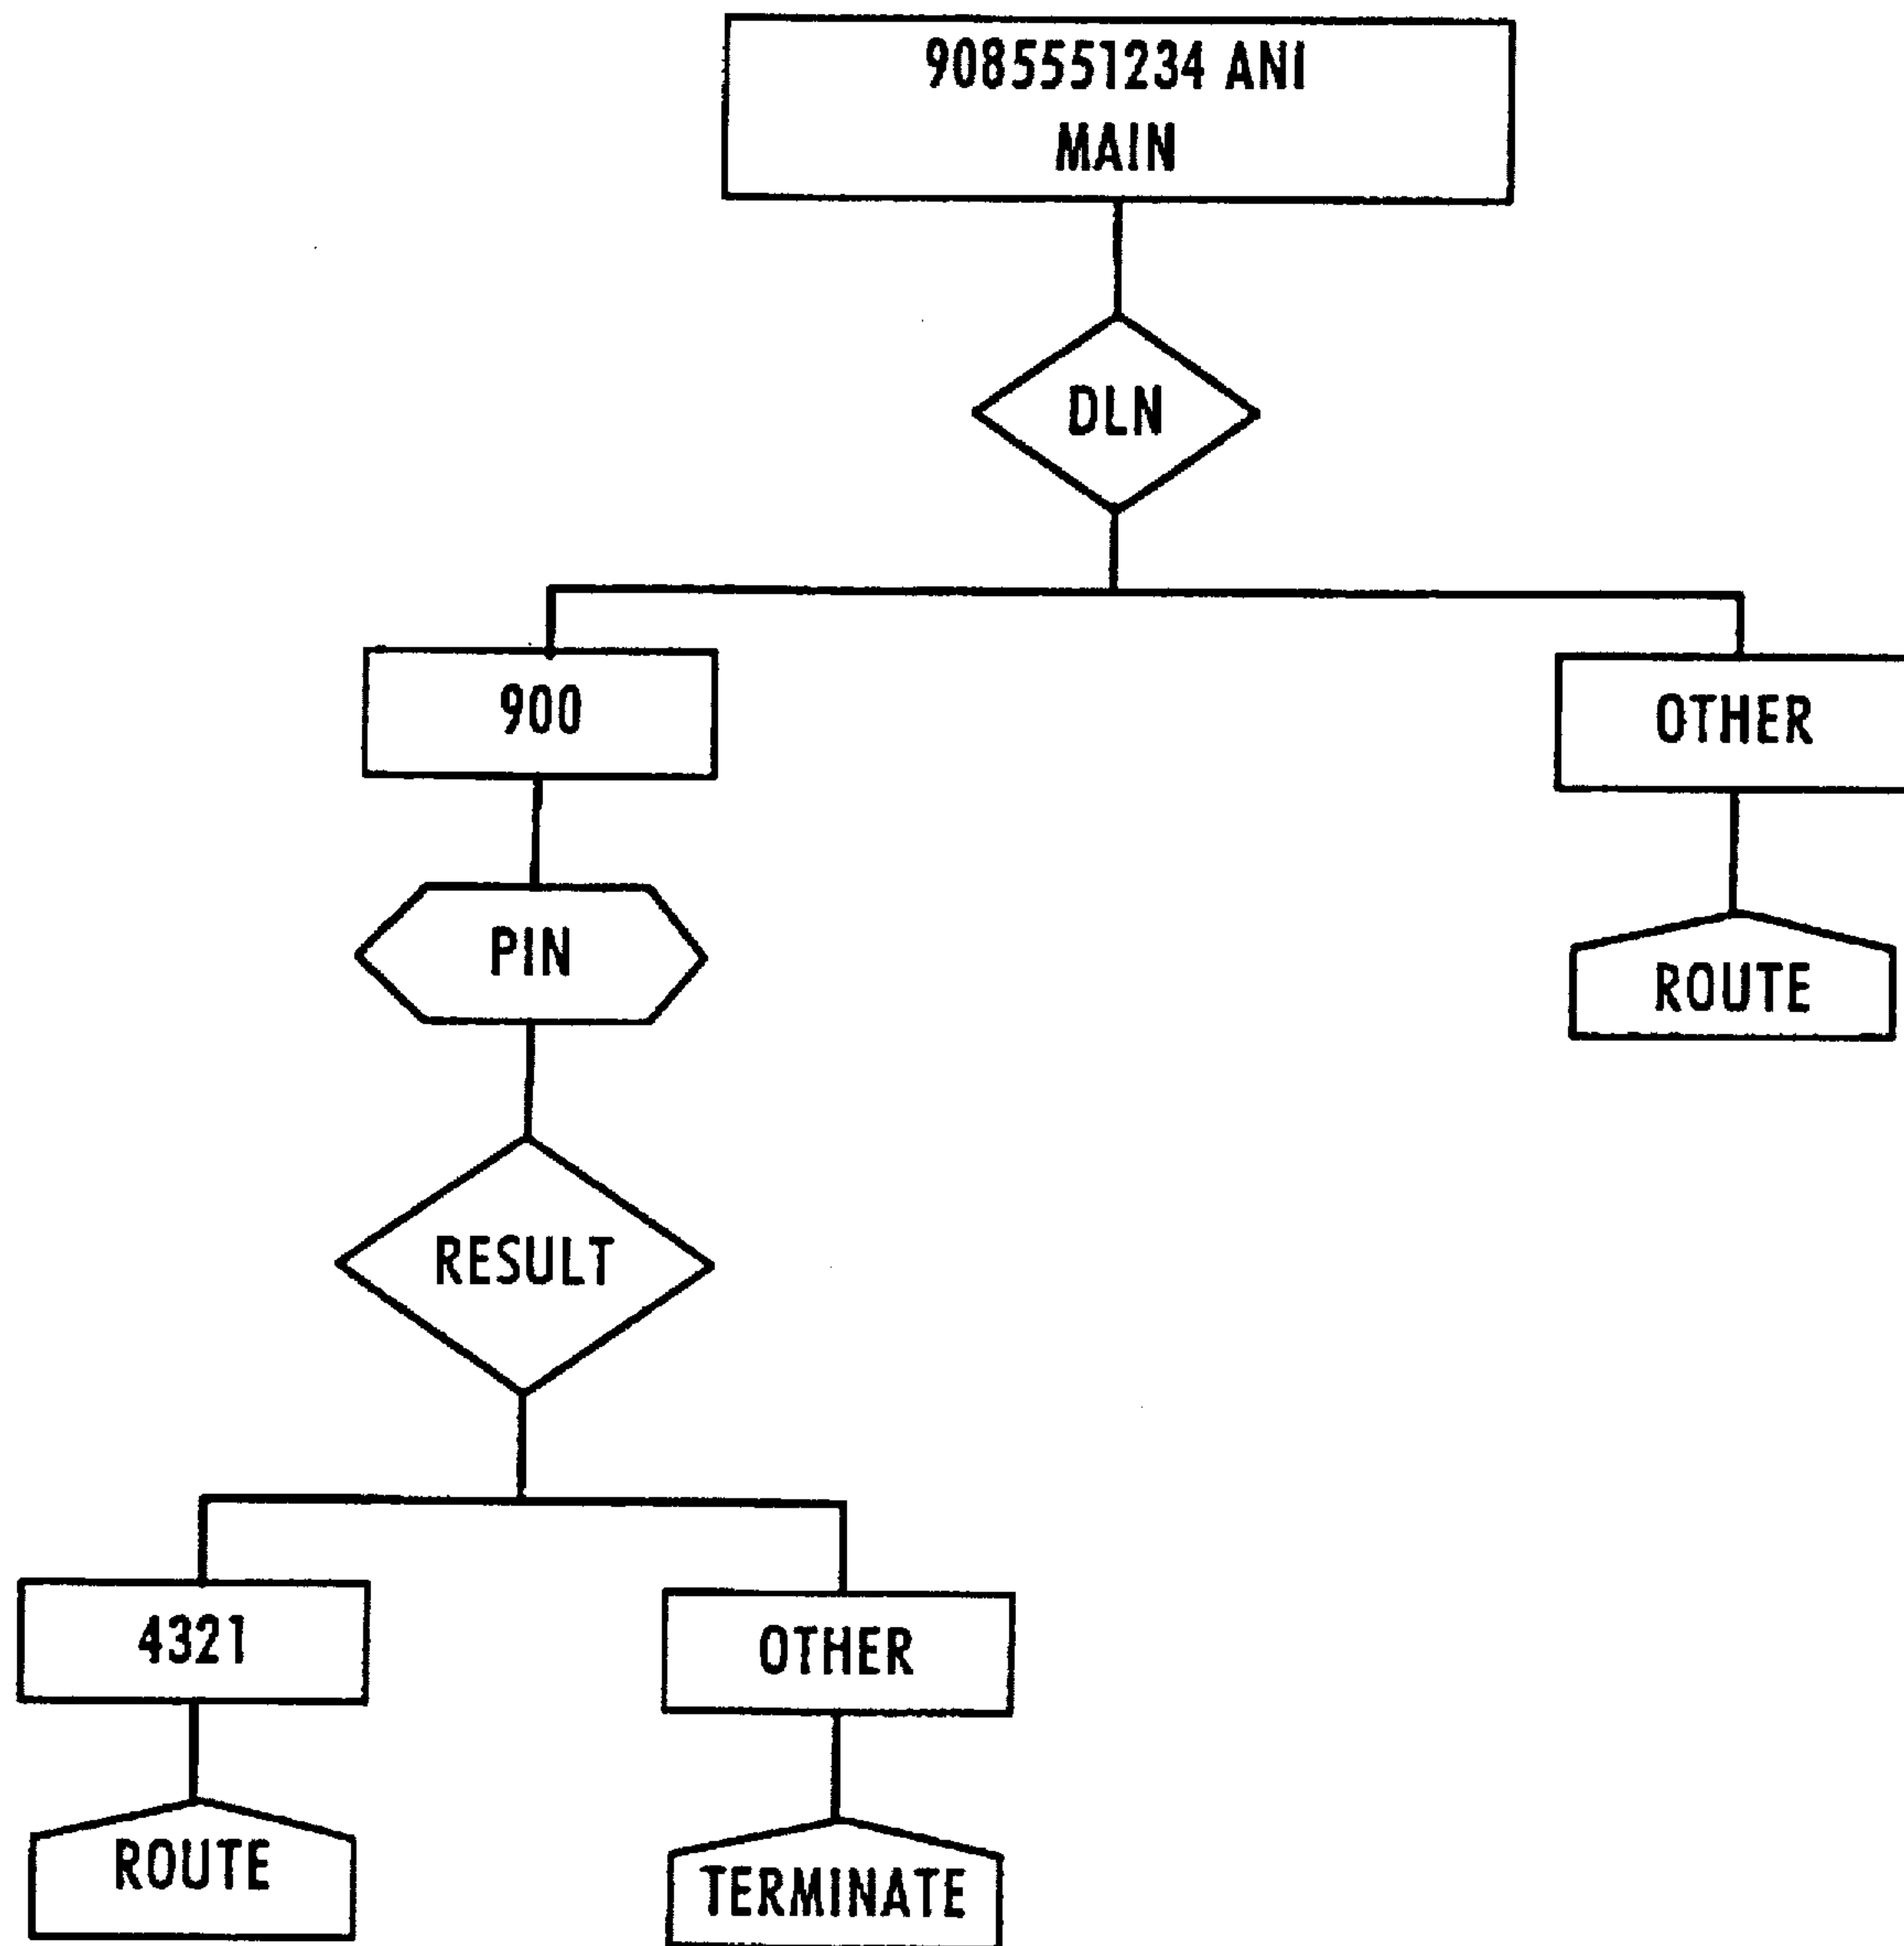 9085551234 ANI
MAIN
DLN
900
OTHER
PIN
ROUTE
RESULT
4321
OTHER
ROUTE
TERMINATE